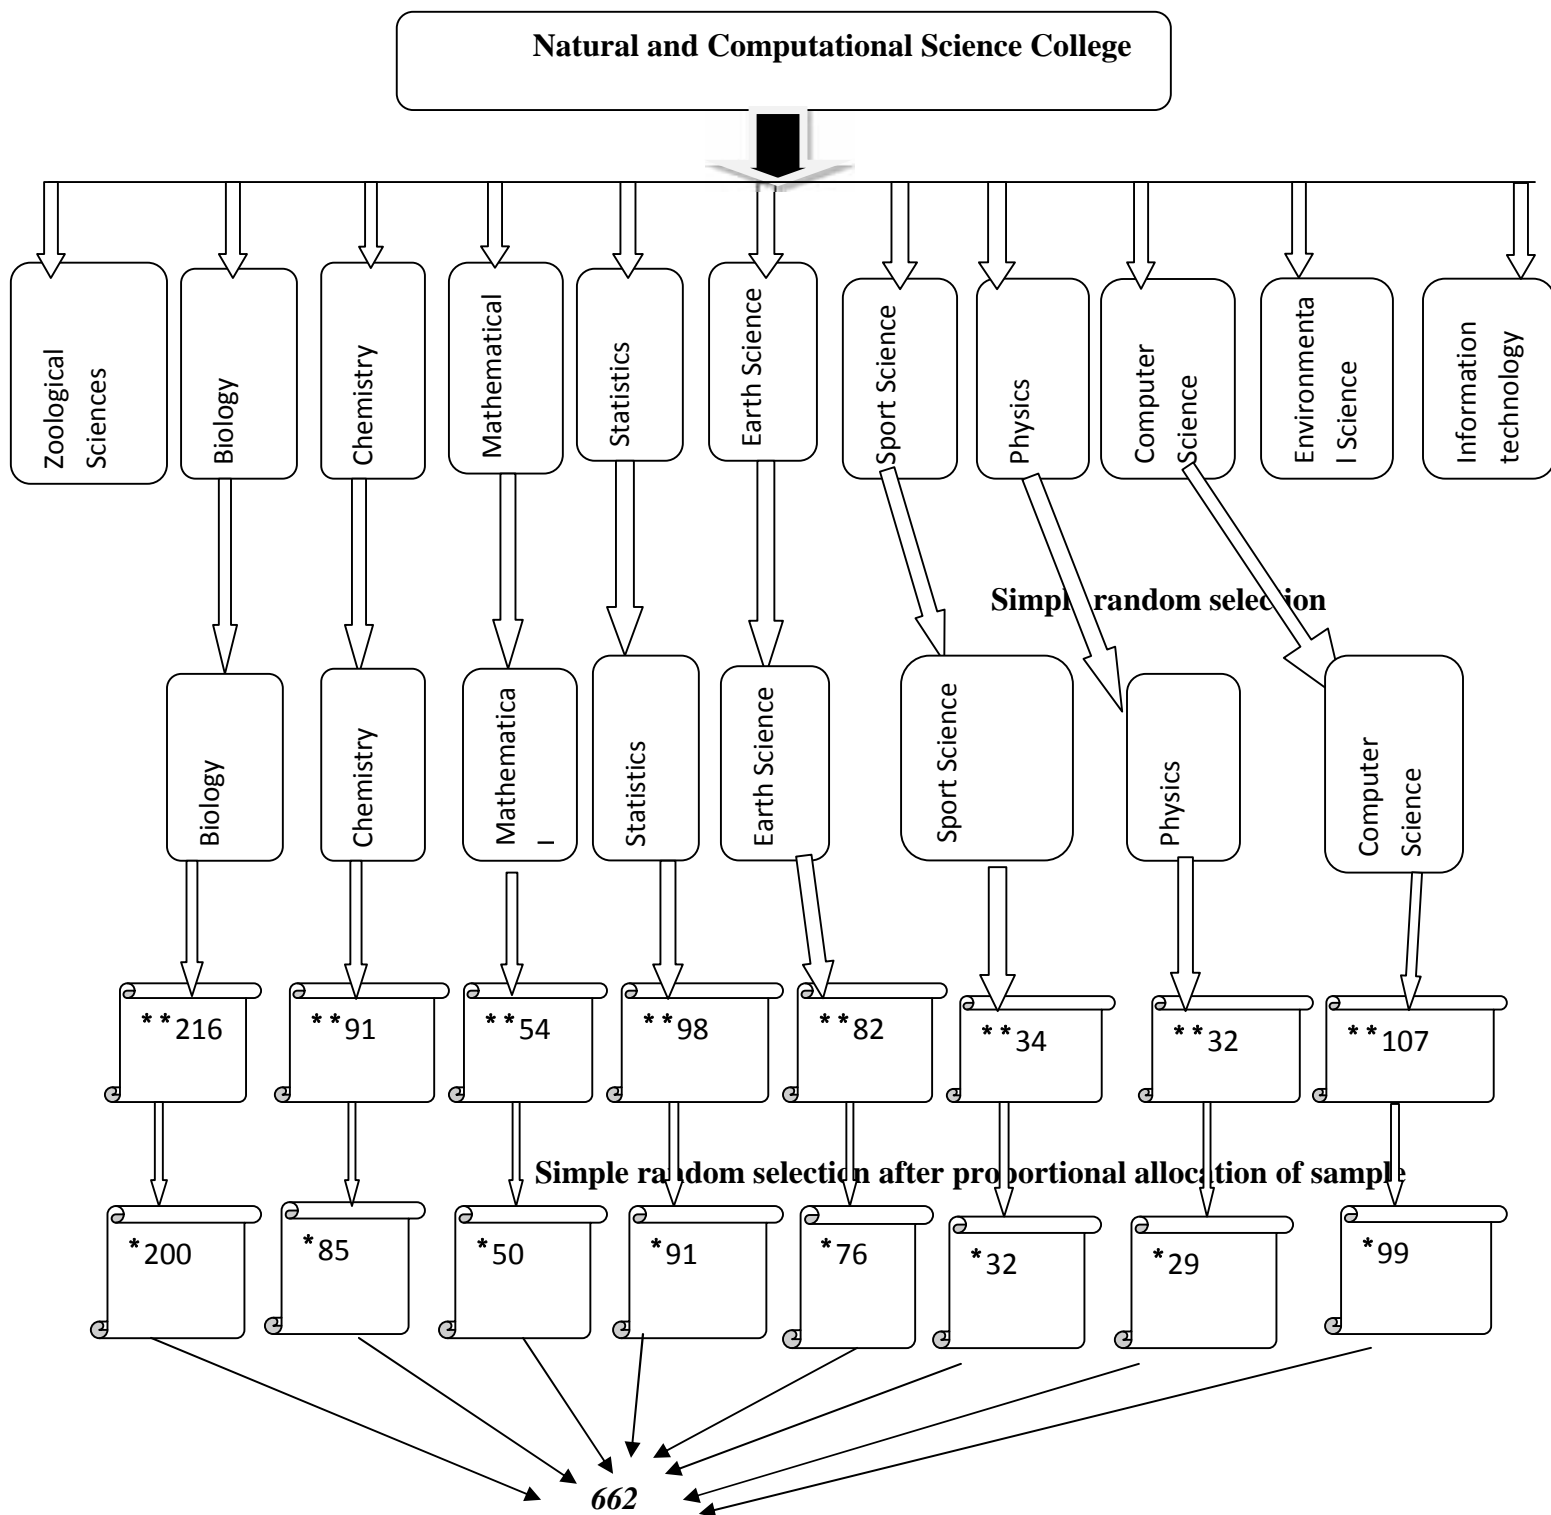 Natural and Computational Science College
Zoological
Sciences
Biology
Chemistry
Mathematical
Statistics
Earth Science
Sport Science
Physics
Computer
Science
Environmenta
l Science
Information
technology
Simple random selection
Biology
Chemistry
Mathematica
l
Statistics
Earth Science
Sport Science
Physics
Computer
Science
**216
**91
**54
**98
**82
**34
**32
**107
Simple random selection after proportional allocation of sample
*200
*85
*50
*91
*76
*32
*29
*99
662